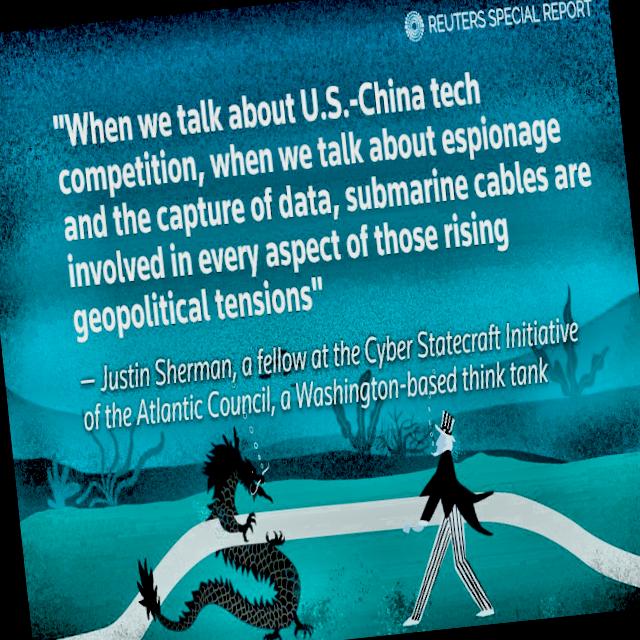 REUTERS SPECIAL REPORT
"When we talk about U.S.-China tech
competition, when we talk about espionage
and the capture of data, submarine cables are
involved in every aspect of those rising
geopolitical tensions"
– Justin Sherman, a fellow at the Cyber Statecraft Initiative
of the Atlantic Council, a Washington-based think tank